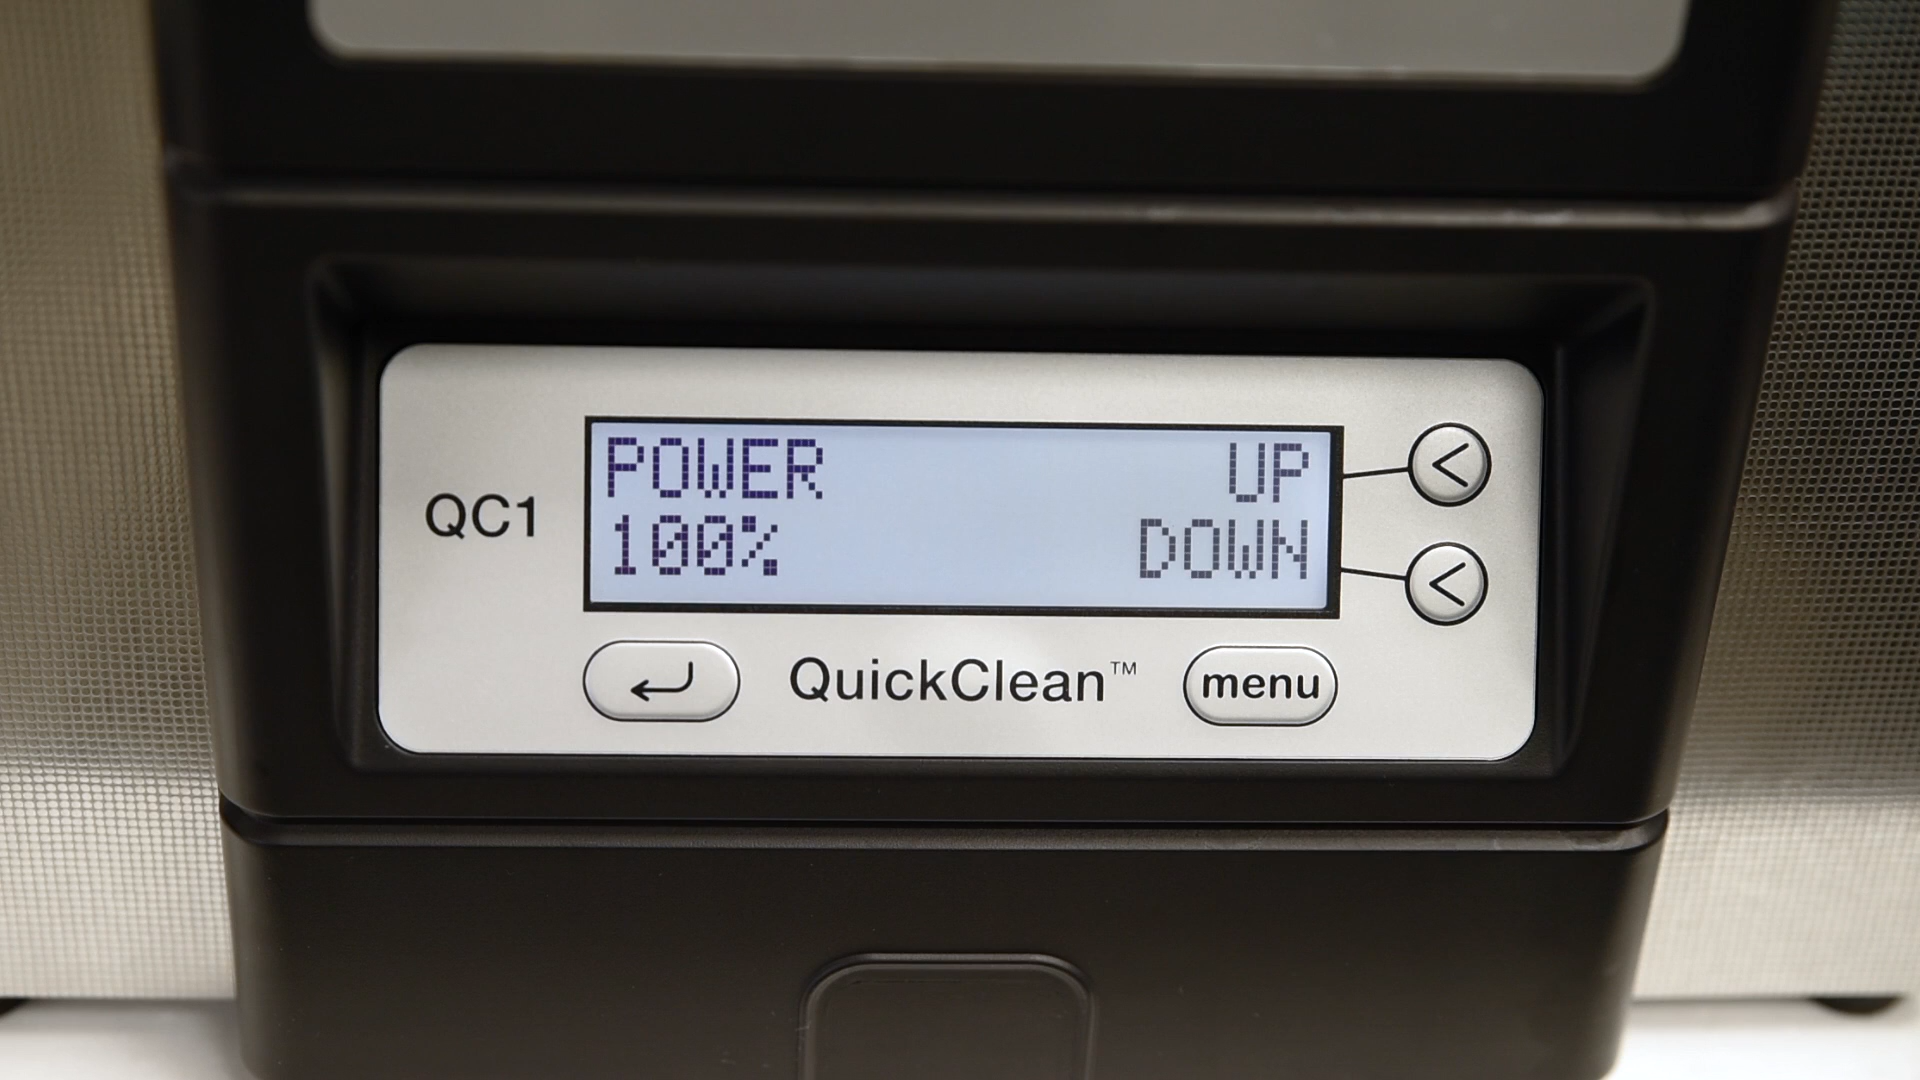 POWER UP
100% DOWN
QC1
QuickClean™
menu